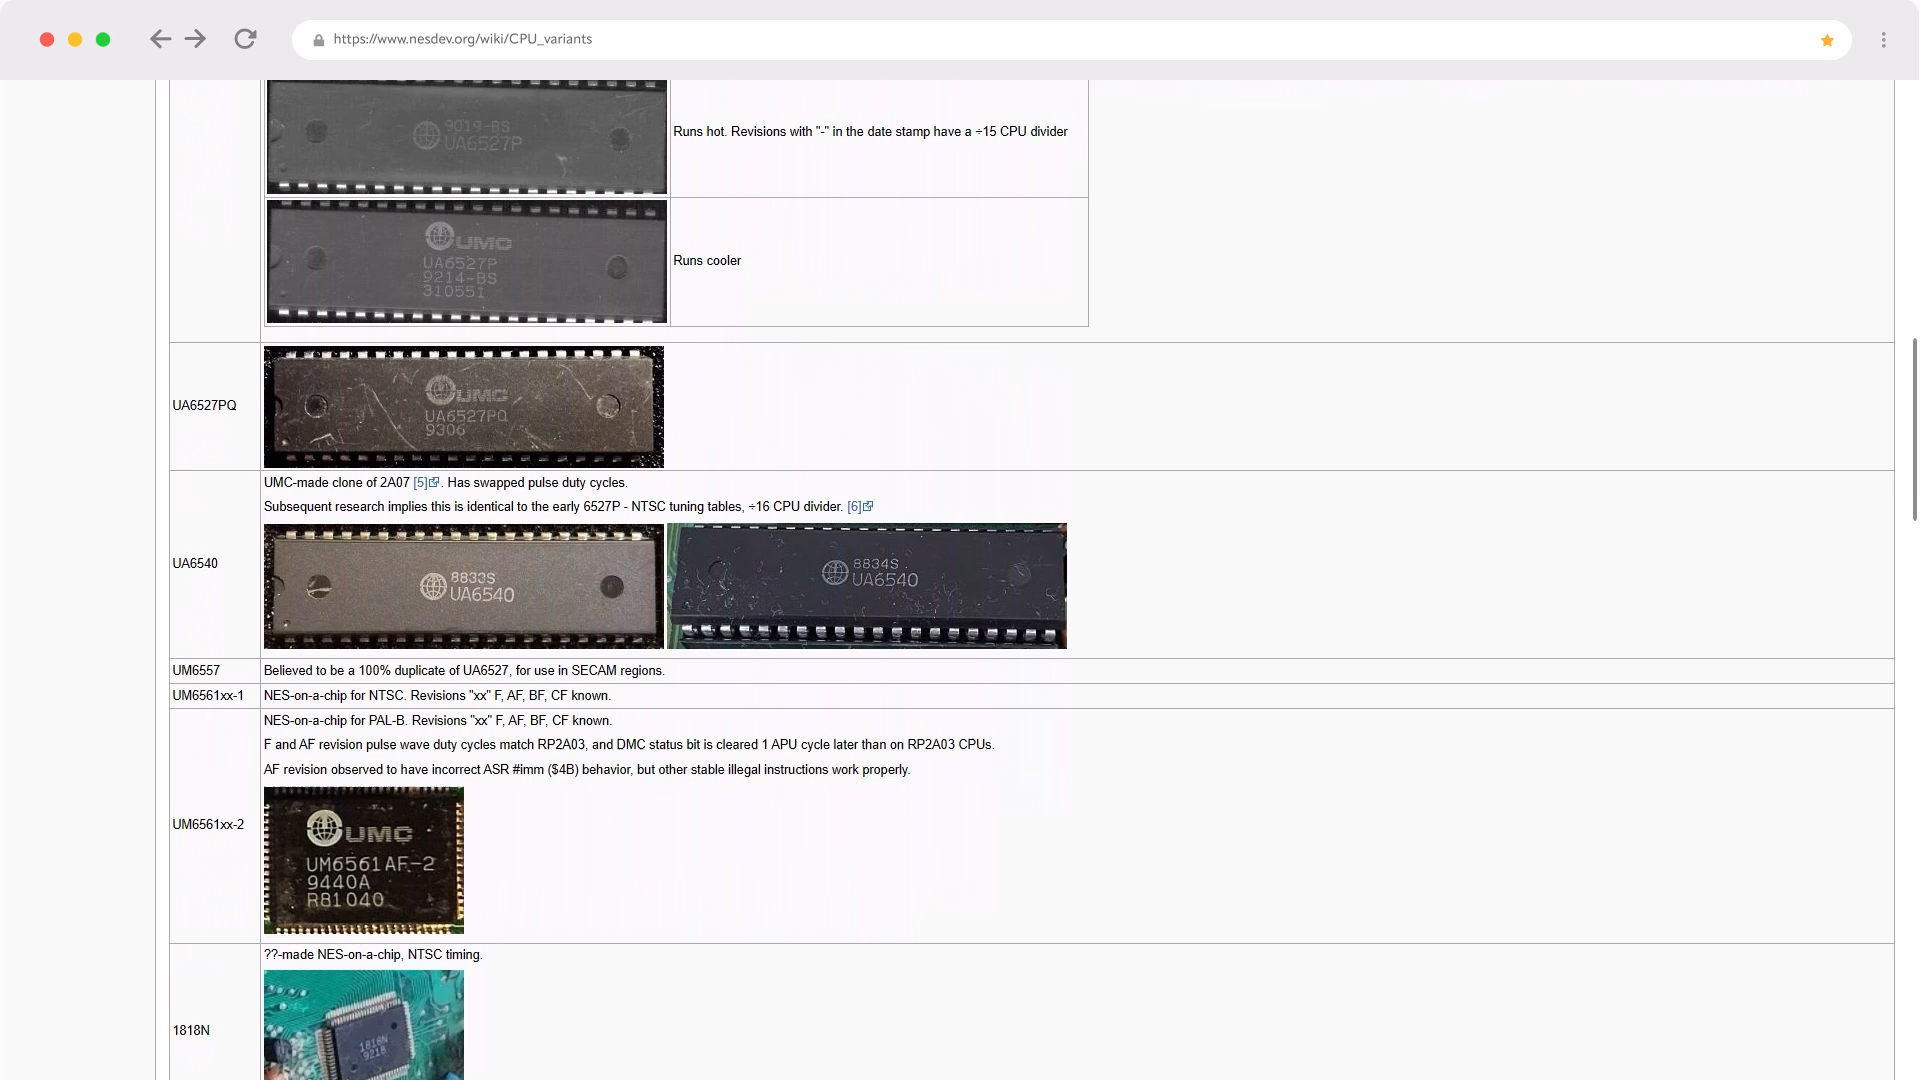 https://www.nesdev.org/wiki/CPU_variants
9019-BS
UA6527P
Runs hot. Revisions with "-" in the date stamp have a ÷15 CPU divider
UMC
UA6527P
9214-BS
310551
Runs cooler
UA6527PQ
UMC
UA6527PQ
9306
UA6540
UMC-made clone of 2A07 [5]. Has swapped pulse duty cycles.
Subsequent research implies this is identical to the early 6527P - NTSC tuning tables, ÷16 CPU divider. [6]
8833S
UA6540
8834S
UA6540
UM6557
Believed to be a 100% duplicate of UA6527, for use in SECAM regions.
UM6561xx-1
NES-on-a-chip for NTSC. Revisions "xx" F, AF, BF, CF known.
UM6561xx-2
NES-on-a-chip for PAL-B. Revisions "xx" F, AF, BF, CF known.
F and AF revision pulse wave duty cycles match RP2A03, and DMC status bit is cleared 1 APU cycle later than on RP2A03 CPUs.
AF revision observed to have incorrect ASR #imm ($4B) behavior, but other stable illegal instructions work properly.
UMC
UM6561AF-2
9440A
R81040
1818N
??-made NES-on-a-chip, NTSC timing.
1818N
9218